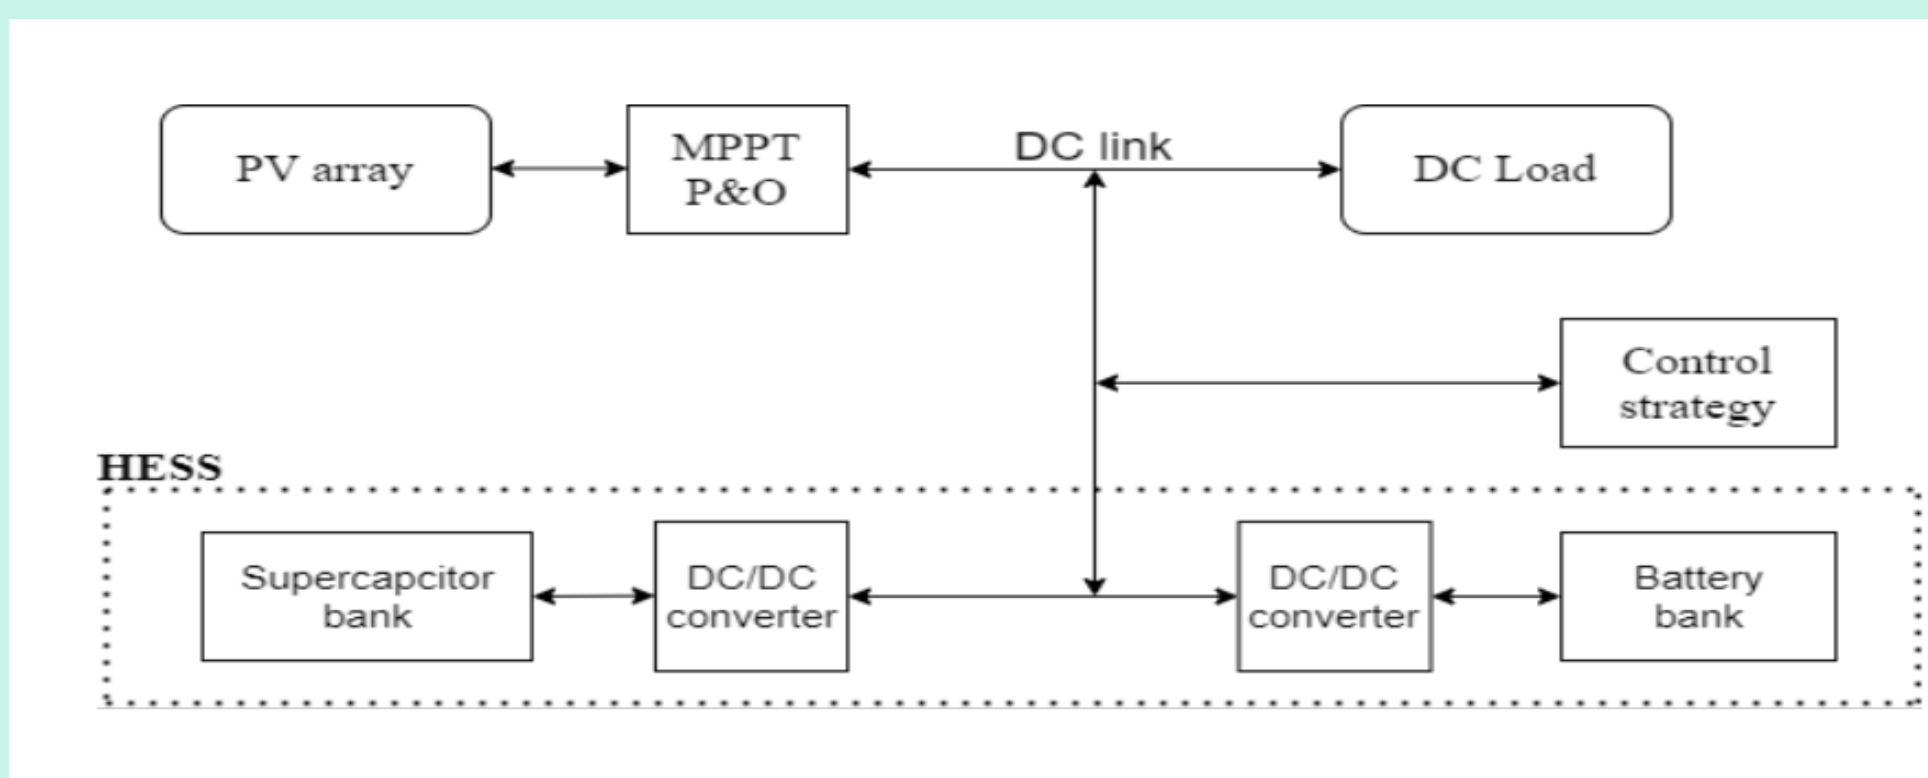 PV array
MPPT
P&O
DC link
DC Load
Control
strategy
HESS
Supercapcitor
bank
DC/DC
converter
DC/DC
converter
Battery
bank